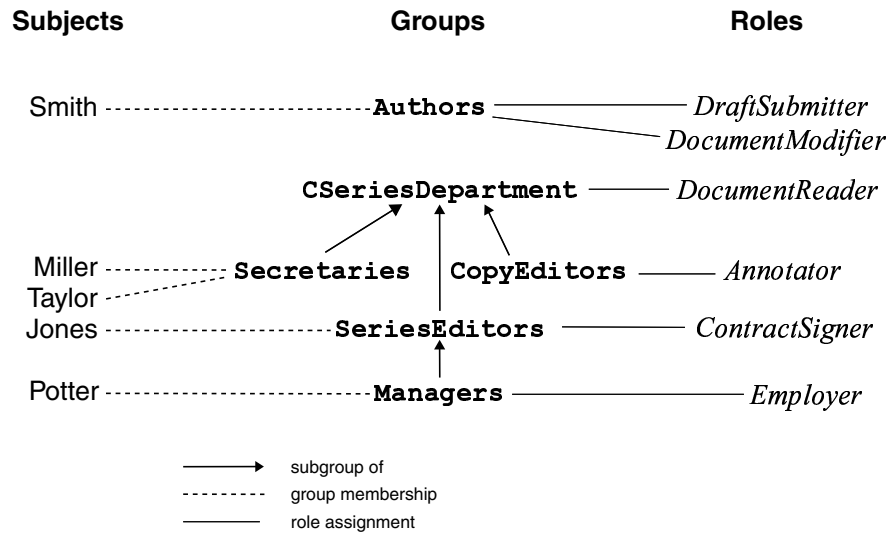 Subjects Groups Roles
Smith Authors DraftSubmitter
DocumentModifier
CSeriesDepartment DocumentReader
Miller Secretaries CopyEditors Annotator
Taylor
Jones SeriesEditors ContractSigner
Potter Managers Employer
subgroup of
group membership
role assignment